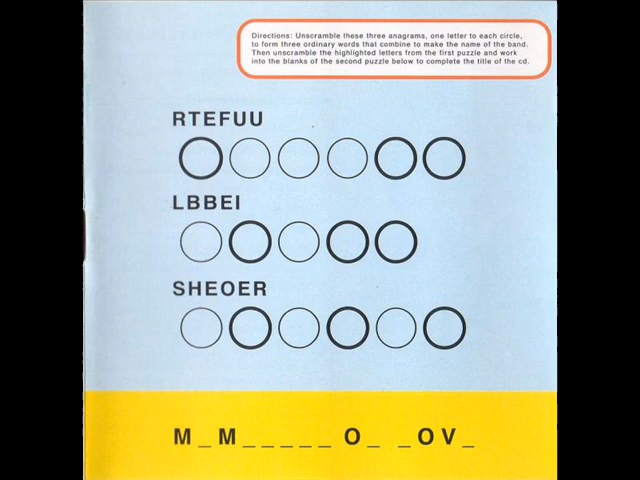 Directions: Unscramble these three anagrams, one letter to each circle,
to form three ordinary words that combine to make the name of the band.
Then unscramble the highlighted letters from the first puzzle and work
into the blanks of the second puzzle below to complete the title of the cd.
RTEFUU
LBBEI
SHEOER
M_M_____ O_ _OV_